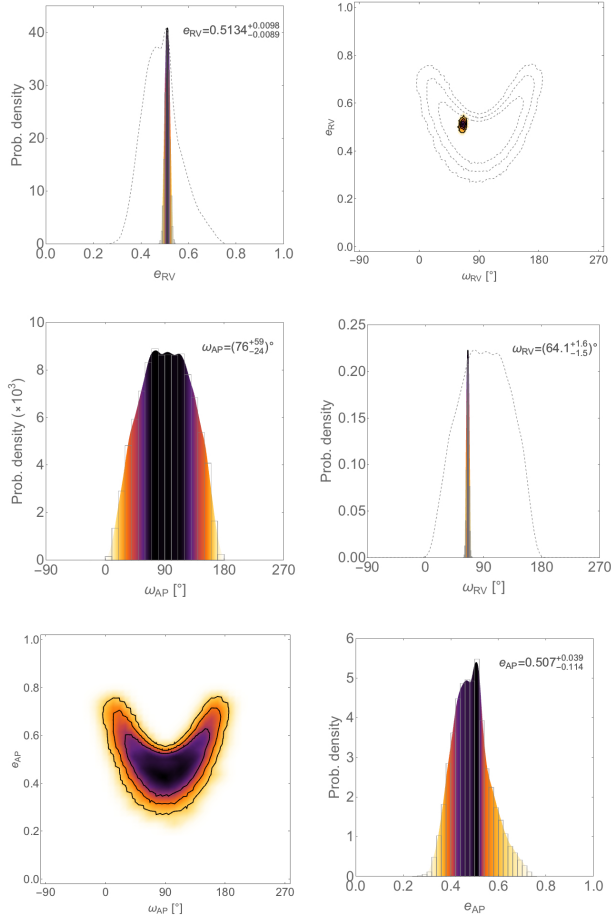 e_RV=0.5134 +0.0098 −0.0089
Prob. density
40
30
20
10
0
0.0 0.2 0.4 0.6 0.8 1.0
e_RV
e_RV
1.0
0.8
0.6
0.4
0.2
0.0
-90 0 90 180 270
ω_RV [°]
ω_AP=(76 +59 −24)°
Prob. density (×10³)
10
8
6
4
2
0
-90 0 90 180 270
ω_AP [°]
ω_RV=(64.1 +1.6 −1.5)°
Prob. density
0.25
0.20
0.15
0.10
0.05
0.00
-90 0 90 180 270
ω_RV [°]
e_AP
1.0
0.8
0.6
0.4
0.2
0.0
-90 0 90 180 270
ω_AP [°]
e_AP=0.507 +0.039 −0.114
Prob. density
6
5
4
3
2
1
0
0.0 0.2 0.4 0.6 0.8 1.0
e_AP